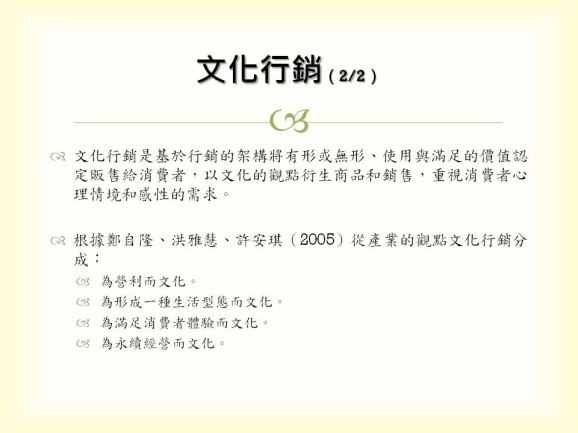 文化行銷（2/2）
文化行銷是基於行銷的架構將有形或無形、使用與滿足的價值認
定販售給消費者，以文化的觀點衍生商品和銷售，重視消費者心
理情境和感性的需求。
根據鄭自隆、洪雅慧、許安琪（2005）從產業的觀點文化行銷分
成：
為營利而文化。
為形成一種生活型態而文化。
為滿足消費者體驗而文化。
為永續經營而文化。